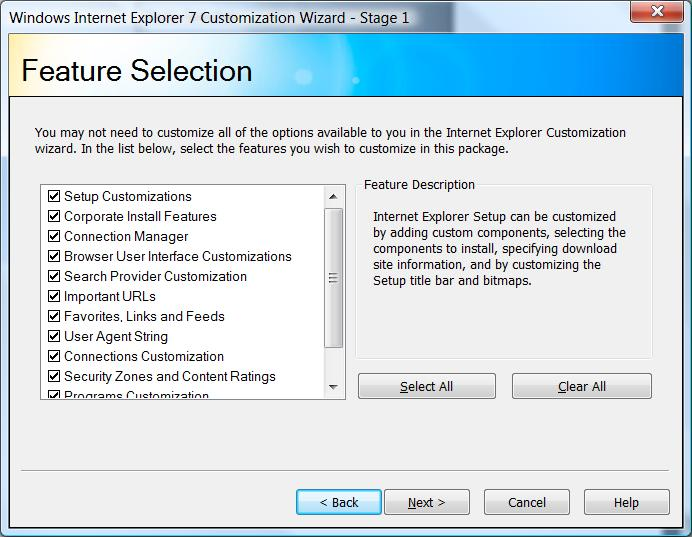 Windows Internet Explorer 7 Customization Wizard - Stage 1
Feature Selection
You may not need to customize all of the options available to you in the Internet Explorer Customization
wizard. In the list below, select the features you wish to customize in this package.
Setup Customizations
Corporate Install Features
Connection Manager
Browser User Interface Customizations
Search Provider Customization
Important URLs
Favorites, Links and Feeds
User Agent String
Connections Customization
Security Zones and Content Ratings
Programs Customization
Feature Description
Internet Explorer Setup can be customized
by adding custom components, selecting the
components to install, specifying download
site information, and by customizing the
Setup title bar and bitmaps.
Select All
Clear All
< Back
Next >
Cancel
Help